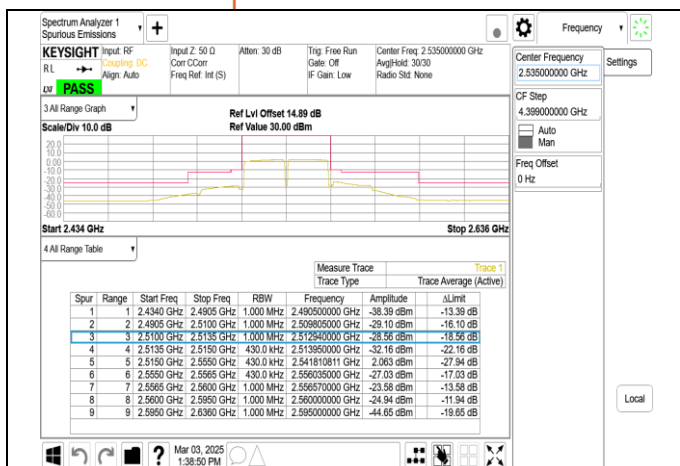 Spectrum Analyzer 1
Spurious Emissions
Frequency
KEYSIGHT Input: RF Input Z: 50 Ω Atten: 30 dB Trig: Free Run Center Freq: 2.535000000 GHz
RL Coupling: DC Corr CCorr Gate: Off Avg|Hold: 30/30
Align: Auto Freq Ref: Int (S) IF Gain: Low Radio Std: None
LXI PASS
Center Frequency
2.535000000 GHz
Settings
CF Step
4.399000000 GHz
Auto
Man
Freq Offset
0 Hz
3 All Range Graph
Ref Lvl Offset 14.89 dB
Scale/Div 10.0 dB Ref Value 30.00 dBm
20.0
10.0
0.00
-10.0
-20.0
-30.0
-40.0
-50.0
-60.0
Start 2.434 GHz Stop 2.636 GHz
4 All Range Table
Measure Trace Trace 1
Trace Type Trace Average (Active)
Spur Range Start Freq Stop Freq RBW Frequency Amplitude ΔLimit
1 1 2.4340 GHz 2.4905 GHz 1.000 MHz 2.490500000 GHz -38.39 dBm -13.39 dB
2 2 2.4905 GHz 2.5100 GHz 1.000 MHz 2.509805000 GHz -29.10 dBm -16.10 dB
3 3 2.5100 GHz 2.5135 GHz 1.000 MHz 2.512940000 GHz -28.56 dBm -18.56 dB
4 4 2.5135 GHz 2.5150 GHz 430.0 kHz 2.513950000 GHz -32.16 dBm -22.16 dB
5 5 2.5150 GHz 2.5550 GHz 430.0 kHz 2.541810811 GHz 2.063 dBm -27.94 dB
6 6 2.5550 GHz 2.5565 GHz 430.0 kHz 2.556035000 GHz -27.03 dBm -17.03 dB
7 7 2.5565 GHz 2.5600 GHz 1.000 MHz 2.556570000 GHz -23.58 dBm -13.58 dB
8 8 2.5600 GHz 2.5950 GHz 1.000 MHz 2.560000000 GHz -24.94 dBm -11.94 dB
9 9 2.5950 GHz 2.6360 GHz 1.000 MHz 2.595000000 GHz -44.65 dBm -19.65 dB
Local
Mar 03, 2025
1:38:50 PM